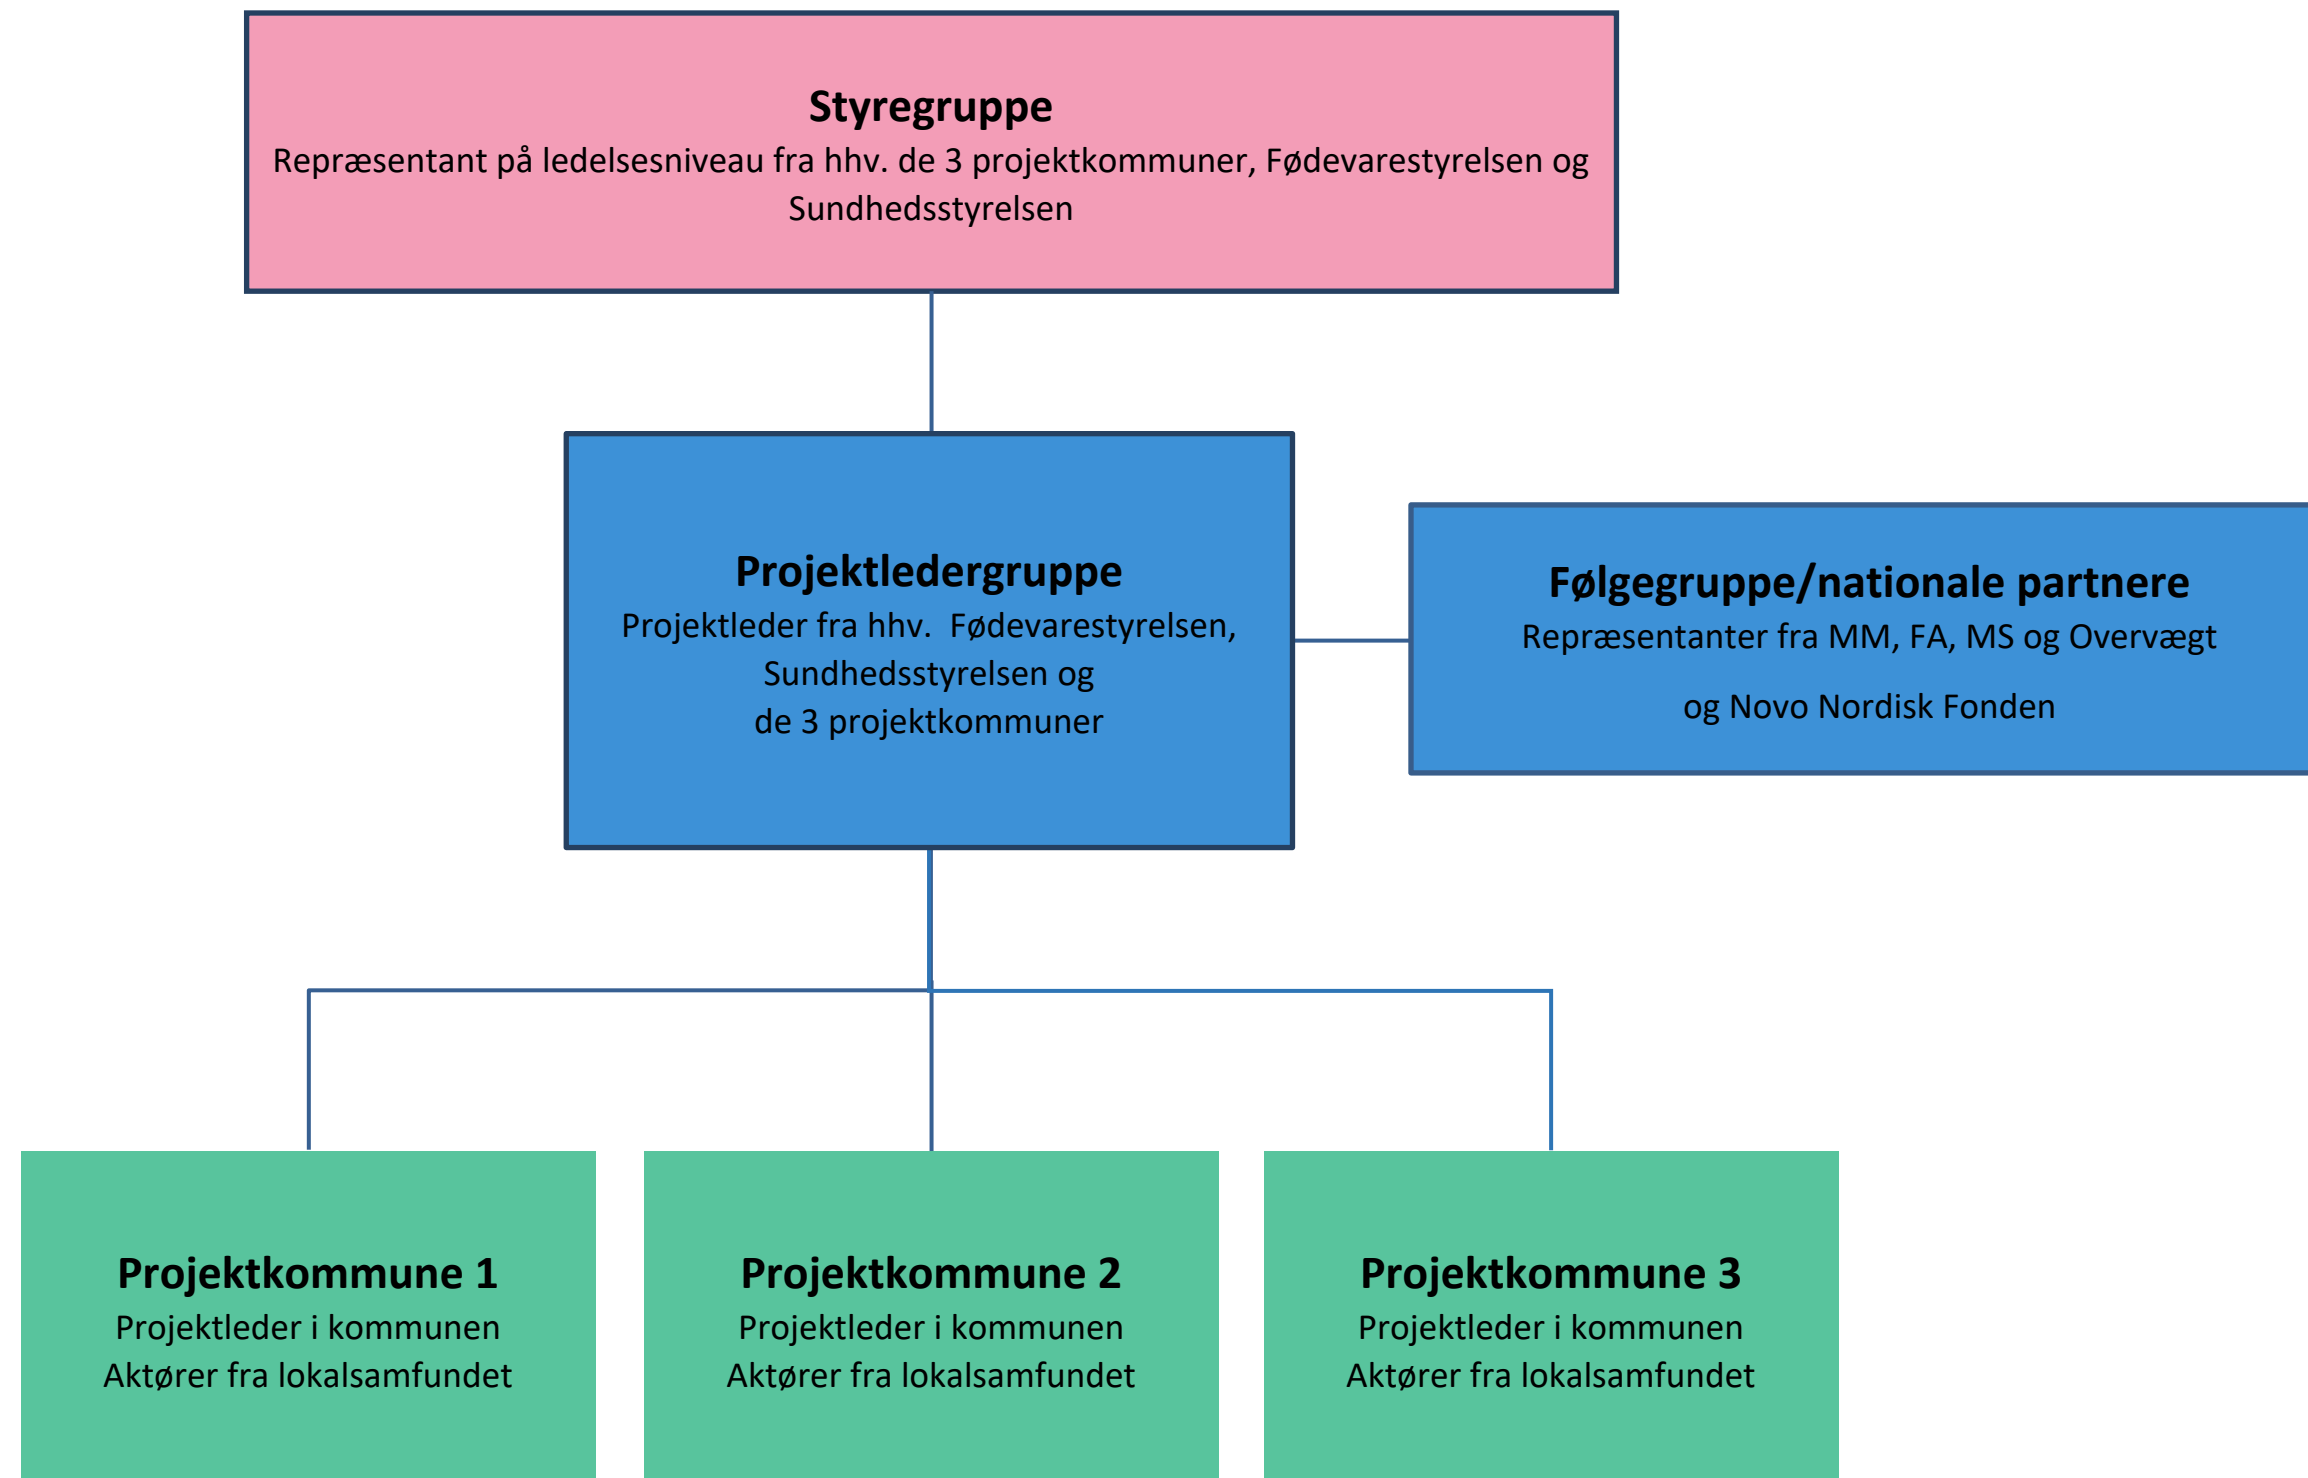 Styregruppe
Repræsentant på ledelsesniveau fra hhv. de 3 projektkommuner, Fødevarestyrelsen og
Sundhedsstyrelsen
Projektledergruppe
Projektleder fra hhv.  Fødevarestyrelsen,
Sundhedsstyrelsen og
de 3 projektkommuner
Følgegruppe/nationale partnere
Repræsentanter fra MM, FA, MS og Overvægt
og Novo Nordisk Fonden
Projektkommune 1
Projektleder i kommunen
Aktører fra lokalsamfundet
Projektkommune 2
Projektleder i kommunen
Aktører fra lokalsamfundet
Projektkommune 3
Projektleder i kommunen
Aktører fra lokalsamfundet